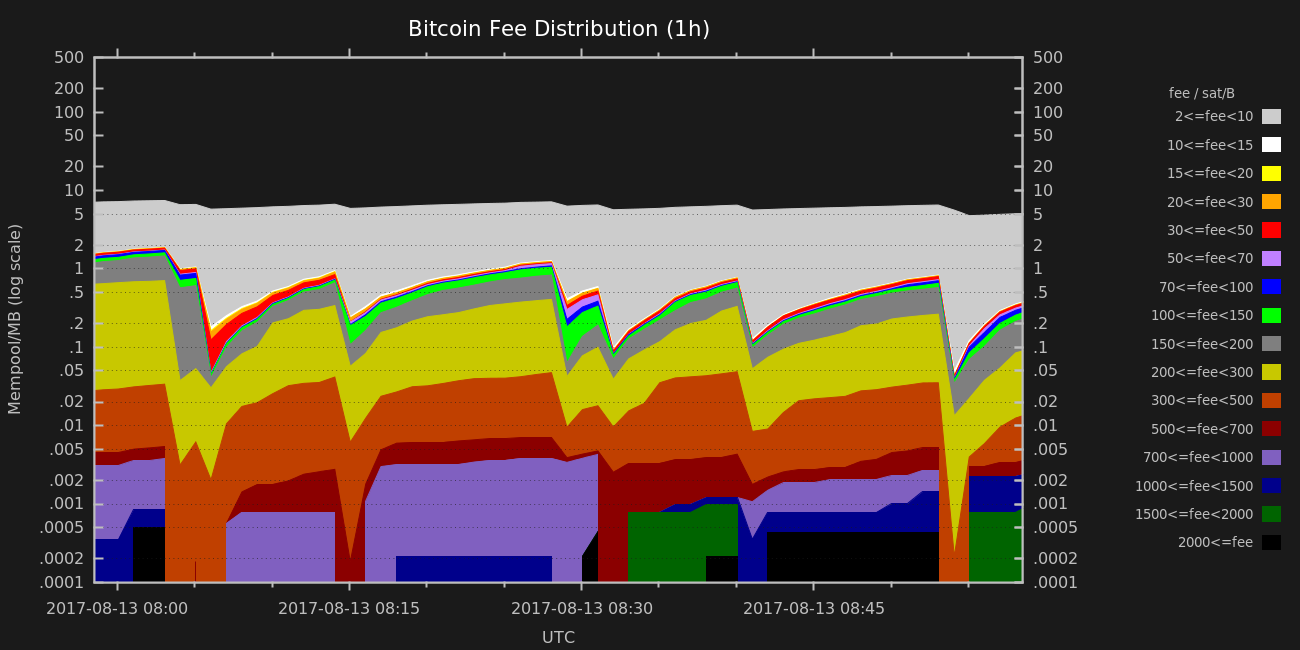 Bitcoin Fee Distribution (1h)
500 500
200 200
100 100
50 50
20 20
10 10
5 5
2 2
1 1
.5 .5
.2 .2
.1 .1
.05 .05
.02 .02
.01 .01
.005 .005
.002 .002
.001 .001
.0005 .0005
.0002 .0002
.0001 .0001
Mempool/MB (log scale)
2017-08-13 08:00 2017-08-13 08:15 2017-08-13 08:30 2017-08-13 08:45
UTC
fee / sat/B
2<=fee<10
10<=fee<15
15<=fee<20
20<=fee<30
30<=fee<50
50<=fee<70
70<=fee<100
100<=fee<150
150<=fee<200
200<=fee<300
300<=fee<500
500<=fee<700
700<=fee<1000
1000<=fee<1500
1500<=fee<2000
2000<=fee